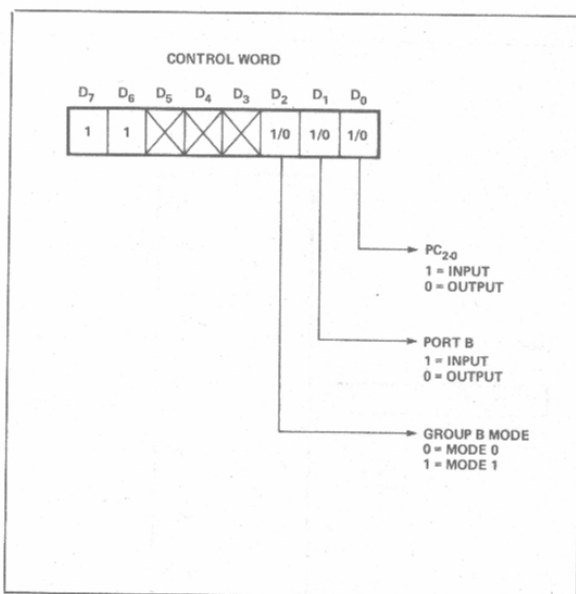 CONTROL WORD
D7 D6 D5 D4 D3 D2 D1 D0
1 1 1/0 1/0 1/0
PC2-0
1 = INPUT
0 = OUTPUT
PORT B
1 = INPUT
0 = OUTPUT
GROUP B MODE
0 = MODE 0
1 = MODE 1